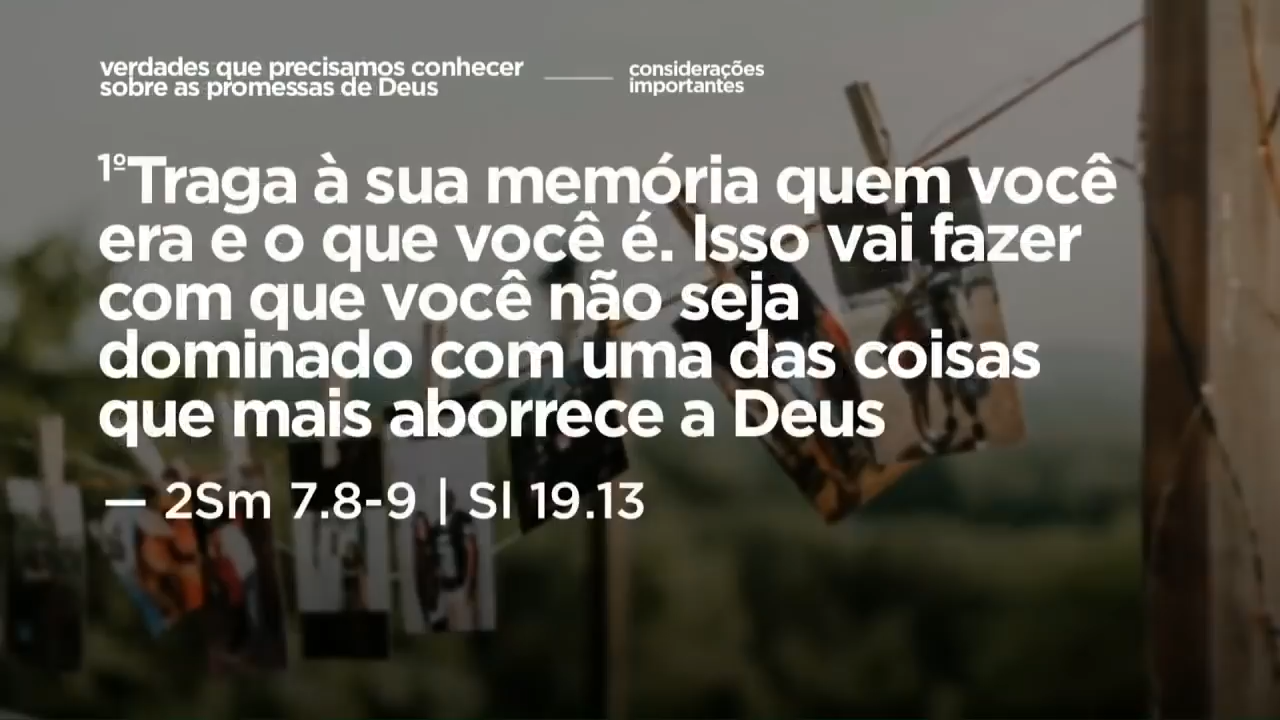 verdades que precisamos conhecer
sobre as promessas de Deus
considerações
importantes
1º Traga à sua memória quem você
era e o que você é. Isso vai fazer
com que você não seja
dominado com uma das coisas
que mais aborrece a Deus
— 2Sm 7.8-9 | Sl 19.13